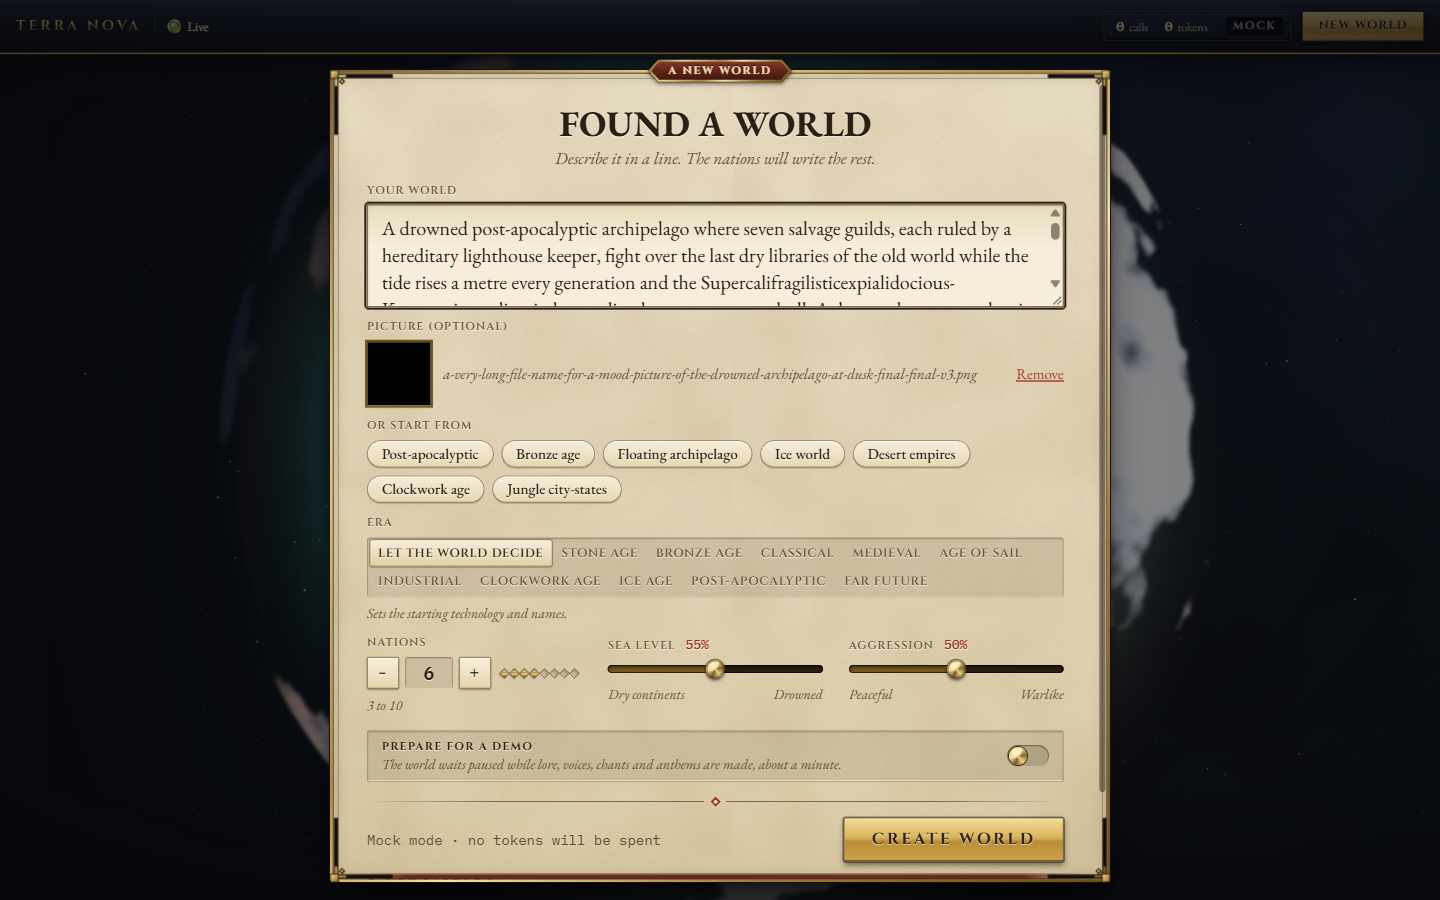 TERRA NOVA
Live
0 calls 0 tokens MOCK
NEW WORLD
A NEW WORLD
FOUND A WORLD
Describe it in a line. The nations will write the rest.
YOUR WORLD
A drowned post-apocalyptic archipelago where seven salvage guilds, each ruled by a
hereditary lighthouse keeper, fight over the last dry libraries of the old world while the
tide rises a metre every generation and the Supercalifragilisticexpialidocious-
PICTURE (OPTIONAL)
a-very-long-file-name-for-a-mood-picture-of-the-drowned-archipelago-at-dusk-final-final-v3.png
Remove
OR START FROM
Post-apocalyptic Bronze age Floating archipelago Ice world Desert empires
Clockwork age Jungle city-states
ERA
LET THE WORLD DECIDE STONE AGE BRONZE AGE CLASSICAL MEDIEVAL AGE OF SAIL
INDUSTRIAL CLOCKWORK AGE ICE AGE POST-APOCALYPTIC FAR FUTURE
Sets the starting technology and names.
NATIONS
- 6 +
3 to 10
SEA LEVEL 55%
Dry continents Drowned
AGGRESSION 50%
Peaceful Warlike
PREPARE FOR A DEMO
The world waits paused while lore, voices, chants and anthems are made, about a minute.
Mock mode · no tokens will be spent
CREATE WORLD